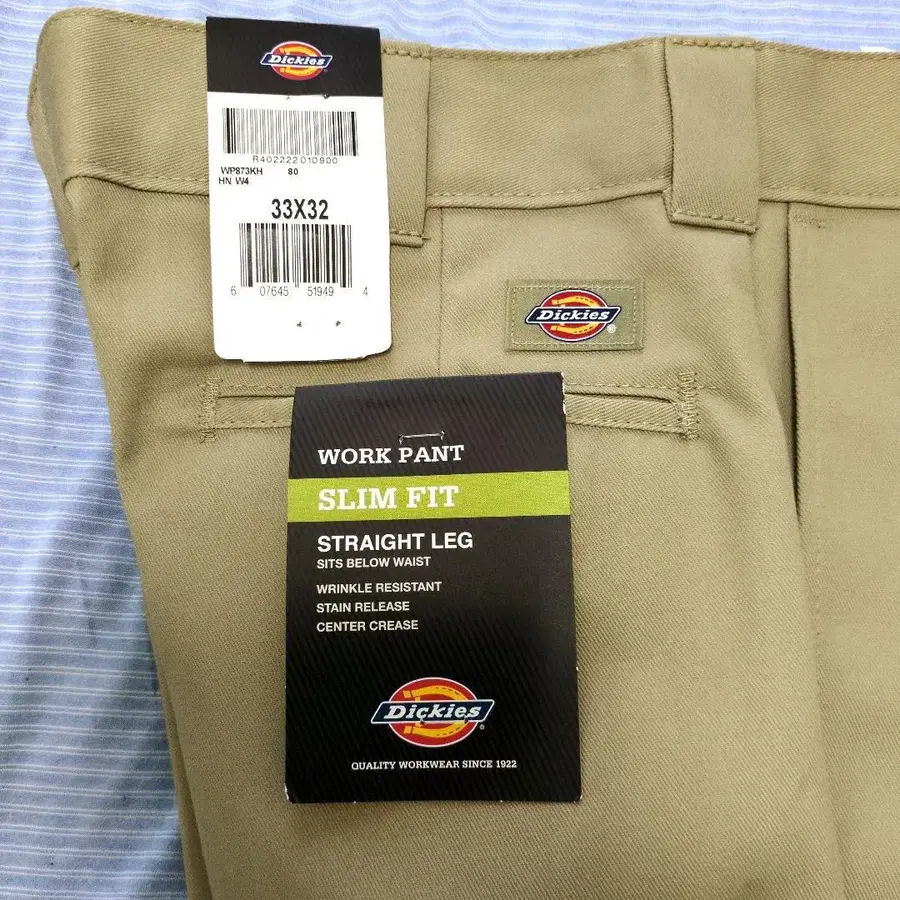 Dickies
R402222010900
WP873KH 80
HN W4
33X32
6 07645 51949 4
Dickies
®
WORK PANT
SLIM FIT
STRAIGHT LEG
SITS BELOW WAIST
WRINKLE RESISTANT
STAIN RELEASE
CENTER CREASE
Dickies
®
QUALITY WORKWEAR SINCE 1922